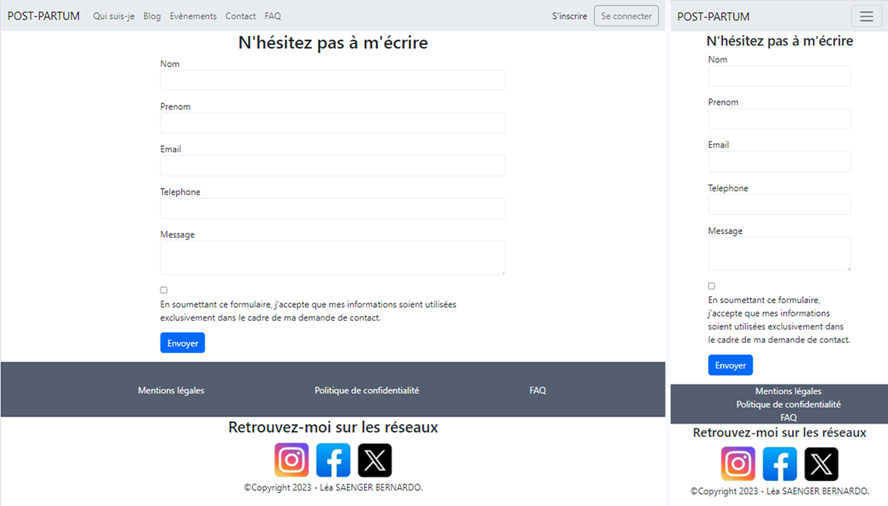 POST-PARTUM Qui suis-je Blog Evènements Contact FAQ S'inscrire Se connecter
N'hésitez pas à m'écrire
Nom
Prenom
Email
Telephone
Message
En soumettant ce formulaire, j'accepte que mes informations soient utilisées
exclusivement dans le cadre de ma demande de contact.
Envoyer
Mentions légales Politique de confidentialité FAQ
Retrouvez-moi sur les réseaux
©Copyright 2023 - Léa SAENGER BERNARDO.
POST-PARTUM
N'hésitez pas à m'écrire
Nom
Prenom
Email
Telephone
Message
En soumettant ce formulaire,
j'accepte que mes informations
soient utilisées exclusivement dans
le cadre de ma demande de contact.
Envoyer
Mentions légales
Politique de confidentialité
FAQ
Retrouvez-moi sur les réseaux
©Copyright 2023 - Léa SAENGER BERNARDO.